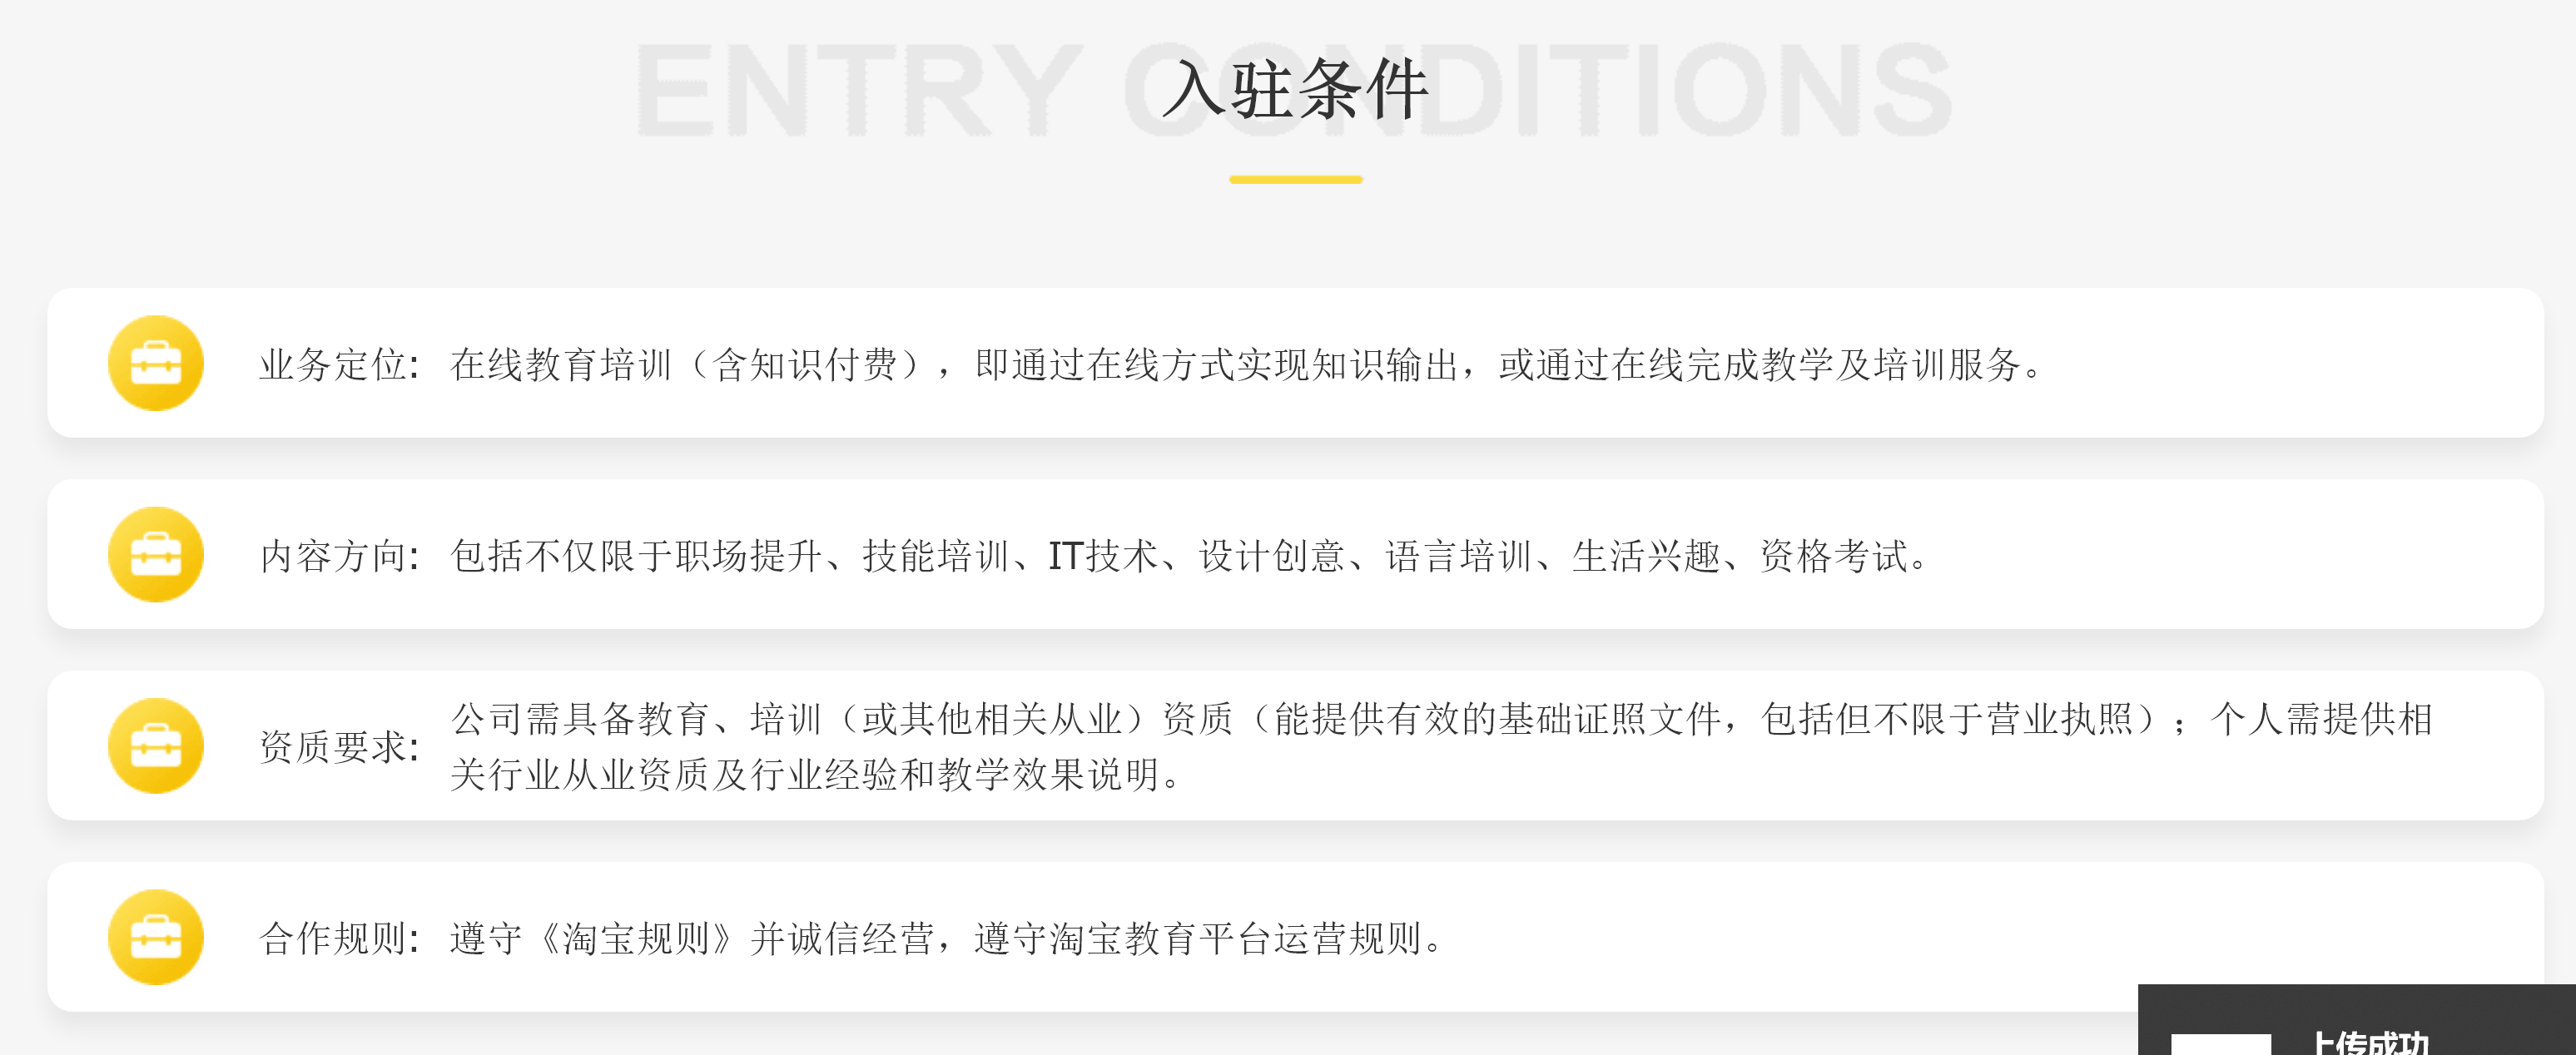 ENTRY CONDITIONS
入驻条件
业务定位: 在线教育培训（含知识付费），即通过在线方式实现知识输出，或通过在线完成教学及培训服务。
内容方向: 包括不仅限于职场提升、技能培训、IT技术、设计创意、语言培训、生活兴趣、资格考试。
资质要求: 公司需具备教育、培训（或其他相关从业）资质（能提供有效的基础证照文件，包括但不限于营业执照）；个人需提供相
关行业从业资质及行业经验和教学效果说明。
合作规则: 遵守《淘宝规则》并诚信经营，遵守淘宝教育平台运营规则。
上传成功